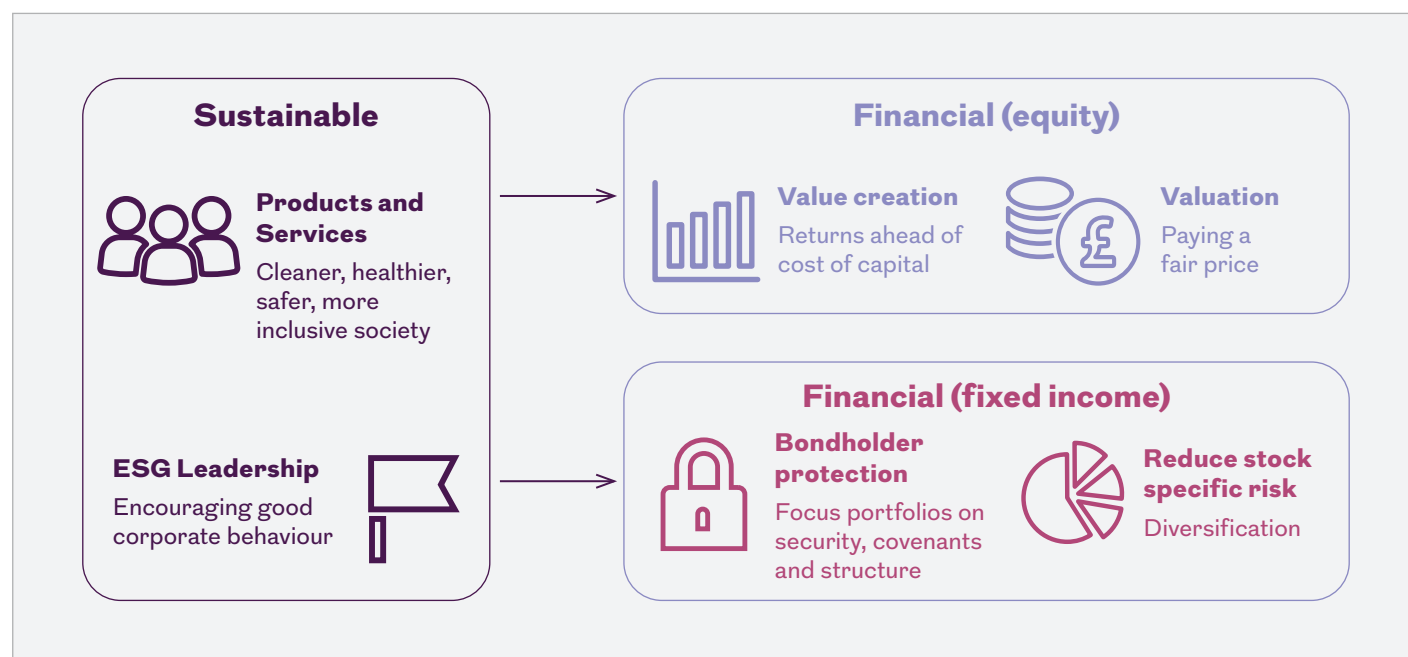 Sustainable
Products and
Services
Cleaner, healthier,
safer, more
inclusive society
ESG Leadership
Encouraging good
corporate behaviour
Financial (equity)
Value creation
Returns ahead of
cost of capital
£
Valuation
Paying a
fair price
Financial (fixed income)
Bondholder
protection
Focus portfolios on
security, covenants
and structure
Reduce stock
specific risk
Diversification